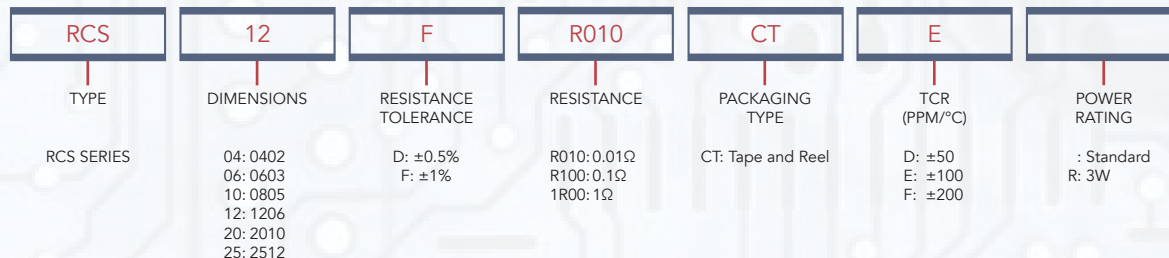 RCS 12 F R010 CT E
TYPE
RCS SERIES
DIMENSIONS
04: 0402
06: 0603
10: 0805
12: 1206
20: 2010
25: 2512
RESISTANCE
TOLERANCE
D: ±0.5%
F: ±1%
RESISTANCE
R010: 0.01Ω
R100: 0.1Ω
1R00: 1Ω
PACKAGING
TYPE
CT: Tape and Reel
TCR
(PPM/°C)
D: ±50
E: ±100
F: ±200
POWER
RATING
: Standard
R: 3W